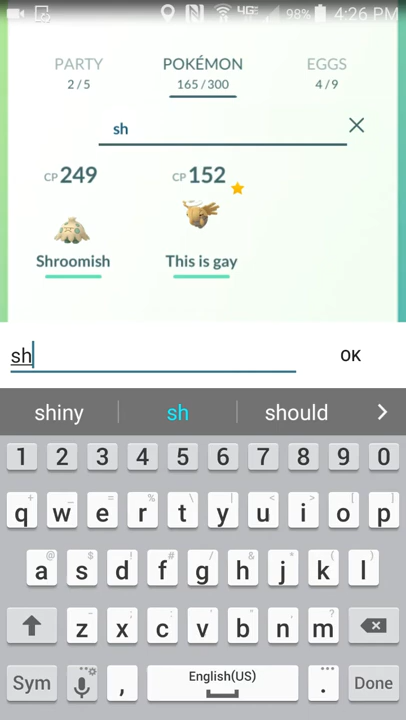 4G 98% 4:26 PM
PARTY POKÉMON EGGS
2 / 5 165 / 300 4 / 9
sh
CP 249 CP 152
Shroomish This is gay
sh OK
shiny sh should
1 2 3 4 5 6 7 8 9 0
q w e r t y u i o p
a s d f g h j k l
z x c v b n m
Sym , English(US) . Done